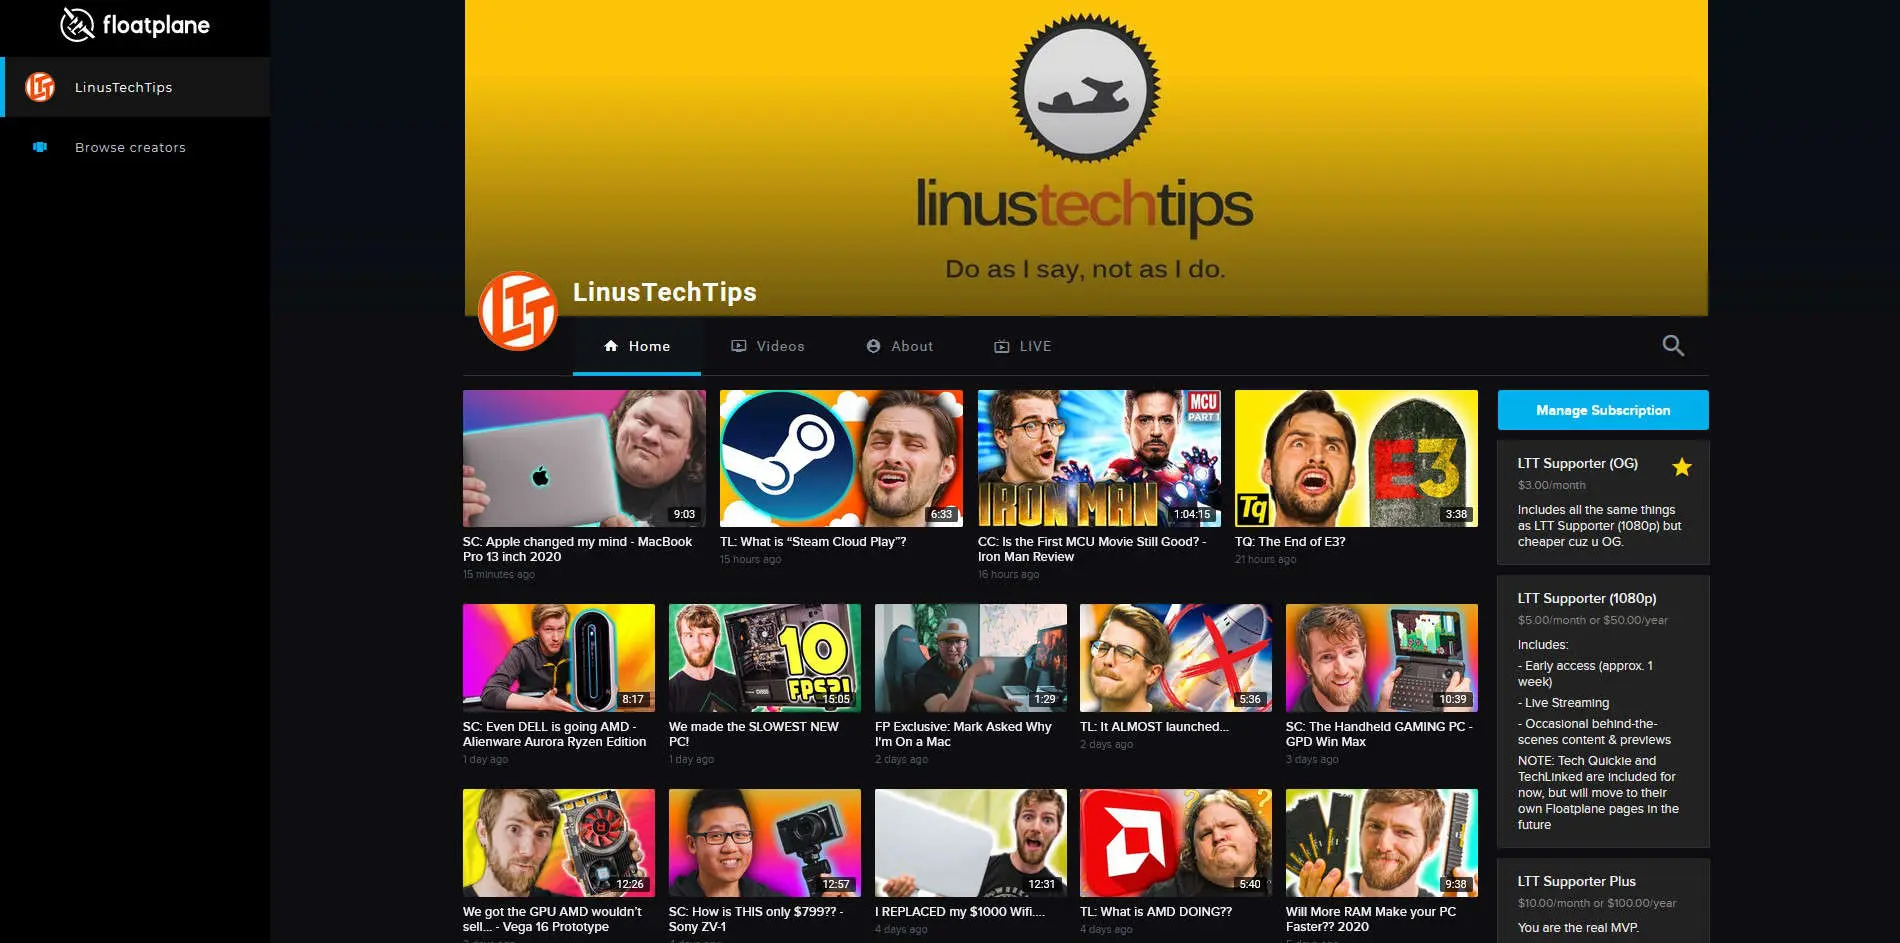 floatplane
LinusTechTips
Browse creators
linustechtips
Do as I say, not as I do.
LTT
LinusTechTips
Home
Videos
About
LIVE
9:03
SC: Apple changed my mind - MacBook
Pro 13 inch 2020
15 minutes ago
6:33
TL: What is “Steam Cloud Play”?
15 hours ago
MCU
PART 1
IRON MAN
1:04:15
CC: Is the First MCU Movie Still Good? -
Iron Man Review
16 hours ago
E3
Tq
3:38
TQ: The End of E3?
21 hours ago
8:17
SC: Even DELL is going AMD -
Alienware Aurora Ryzen Edition
1 day ago
10
FPS?!
15:05
We made the SLOWEST NEW
PC!
1 day ago
1:29
FP Exclusive: Mark Asked Why
I'm On a Mac
2 days ago
5:36
TL: It ALMOST launched...
2 days ago
10:39
SC: The Handheld GAMING PC -
GPD Win Max
3 days ago
12:26
We got the GPU AMD wouldn't
sell... - Vega 16 Prototype
12:57
SC: How is THIS only $799?? -
Sony ZV-1
12:31
I REPLACED my $1000 Wifi....
4 days ago
5:40
TL: What is AMD DOING??
4 days ago
9:38
Will More RAM Make your PC
Faster?? 2020
Manage Subscription
LTT Supporter (OG)
$3.00/month
Includes all the same things
as LTT Supporter (1080p) but
cheaper cuz u OG.
LTT Supporter (1080p)
$5.00/month or $50.00/year
Includes:
- Early access (approx. 1
week)
- Live Streaming
- Occasional behind-the-
scenes content & previews
NOTE: Tech Quickie and
TechLinked are included for
now, but will move to their
own Floatplane pages in the
future
LTT Supporter Plus
$10.00/month or $100.00/year
You are the real MVP.